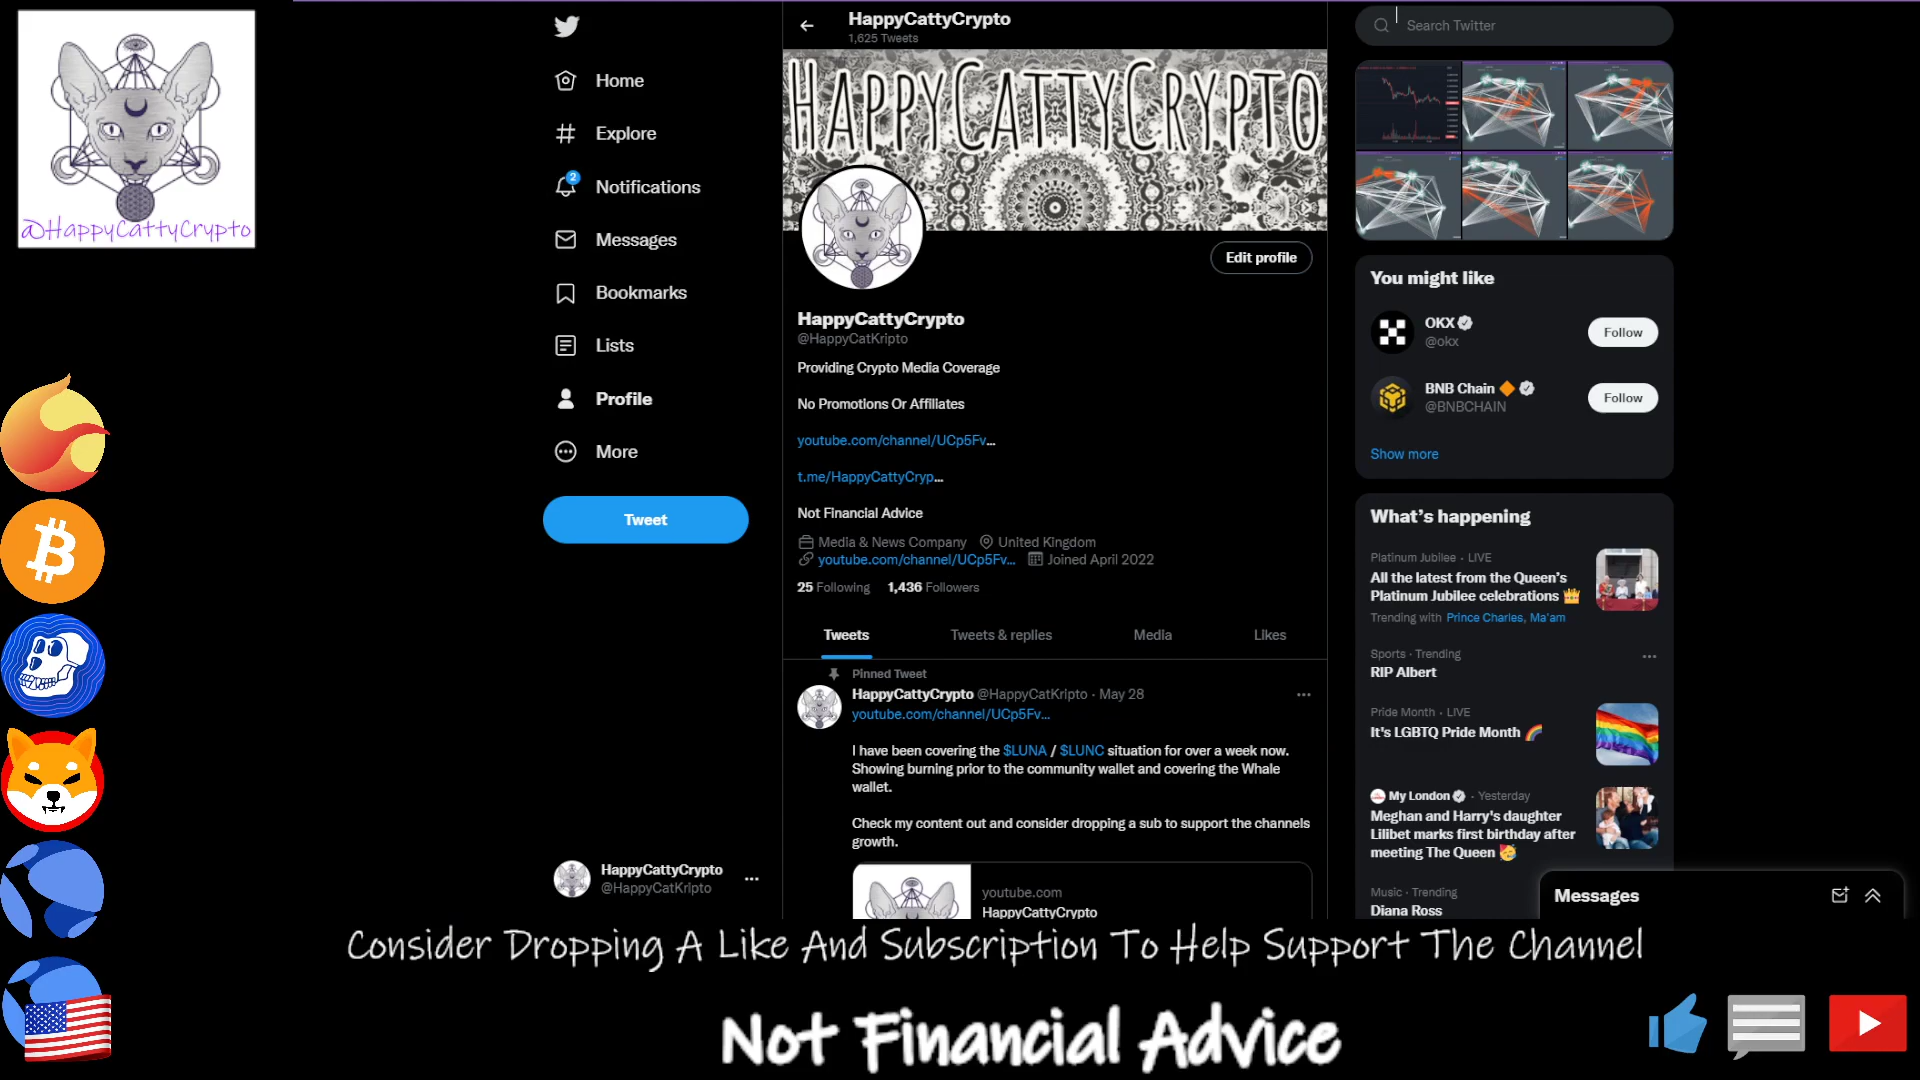 @HappyCattyCrypto
Home
Explore
2
Notifications
Messages
Bookmarks
Lists
Profile
More
Tweet
HappyCattyCrypto
@HappyCatKripto
HappyCattyCrypto
1,625 Tweets
HAPPYCATTYCRYPTO
Edit profile
HappyCattyCrypto
@HappyCatKripto
Providing Crypto Media Coverage
No Promotions Or Affiliates
youtube.com/channel/UCp5Fv...
t.me/HappyCattyCryp...
Not Financial Advice
Media & News Company United Kingdom
youtube.com/channel/UCp5Fv... Joined April 2022
25 Following 1,436 Followers
Tweets Tweets & replies Media Likes
Pinned Tweet
HappyCattyCrypto @HappyCatKripto · May 28
youtube.com/channel/UCp5Fv...
I have been covering the $LUNA / $LUNC situation for over a week now.
Showing burning prior to the community wallet and covering the Whale
wallet.
Check my content out and consider dropping a sub to support the channels
growth.
youtube.com
HappyCattyCrypto
Search Twitter
You might like
OKX
@okx
Follow
BNB Chain
@BNBCHAIN
Follow
Show more
What's happening
Platinum Jubilee · LIVE
All the latest from the Queen's
Platinum Jubilee celebrations 👑
Trending with Prince Charles, Ma'am
Sports · Trending
RIP Albert
Pride Month · LIVE
It's LGBTQ Pride Month 🌈
My London · Yesterday
Meghan and Harry's daughter
Lilibet marks first birthday after
meeting The Queen 🥳
Music · Trending
Diana Ross
Messages
Consider Dropping A Like And Subscription To Help Support The Channel
Not Financial Advice